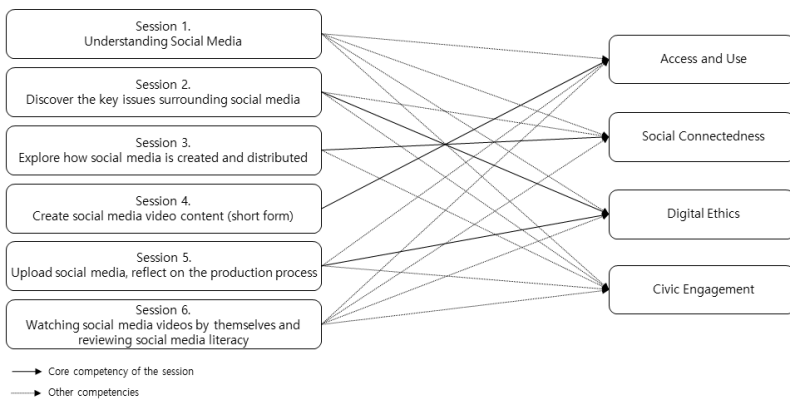 Session 1.
Understanding Social Media
Session 2.
Discover the key issues surrounding social media
Session 3.
Explore how social media is created and distributed
Session 4.
Create social media video content (short form)
Session 5.
Upload social media, reflect on the production process
Session 6.
Watching social media videos by themselves and
reviewing social media literacy
Access and Use
Social Connectedness
Digital Ethics
Civic Engagement
Core competency of the session
Other competencies